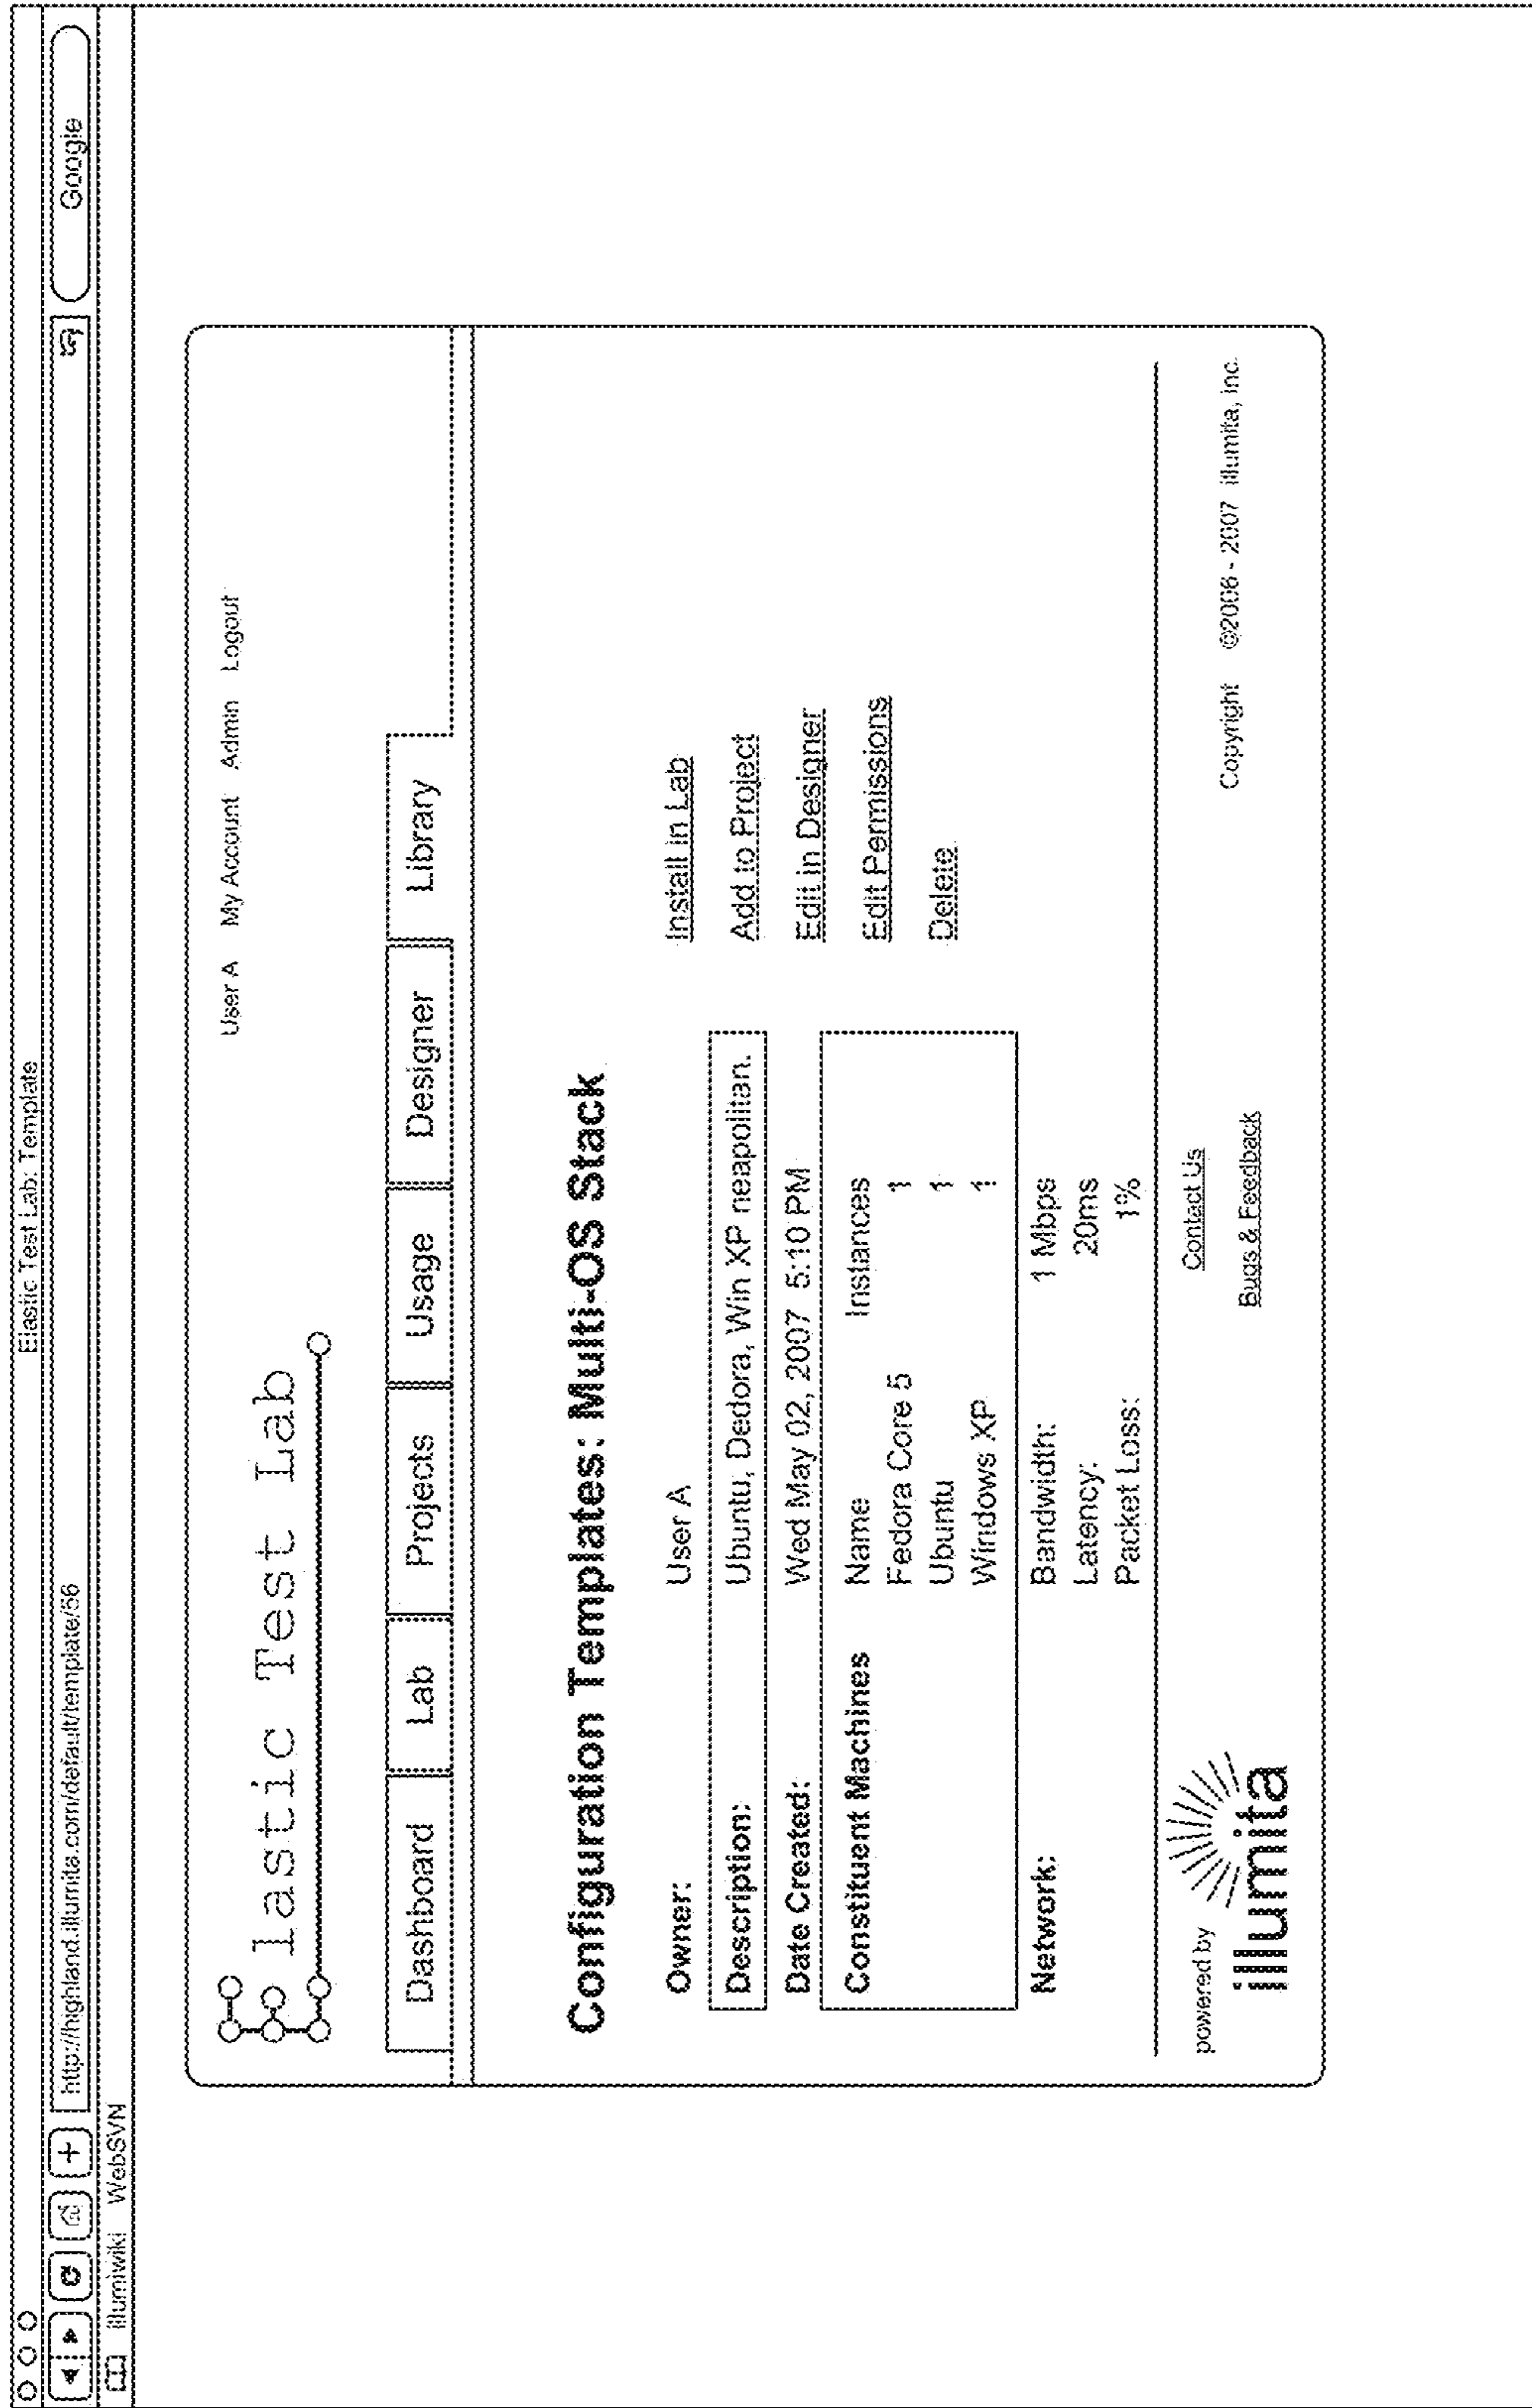 Elastic Test Lab: Template
http://highland.illumita.com/default/template/56
Google
illumiwiki WebSVN
User A My Account Admin Logout
lastic Test Lab
Dashboard Lab Projects Usage Designer Library
Configuration Templates: Multi-OS Stack
Owner: User A Install in Lab
Description: Ubuntu, Dedora, Win XP neapolitan. Add to Project
Date Created: Wed May 02, 2007 5:10 PM Edit in Designer
Constituent Machines Name Instances Edit Permissions
Fedora Core 5 1
Ubuntu 1 Delete
Windows XP 1
Network: Bandwidth: 1 Mbps
Latency: 20ms
Packet Loss: 1%
powered by Contact Us
illumita Bugs & Feedback Copyright ©2006 - 2007 illumita, Inc.